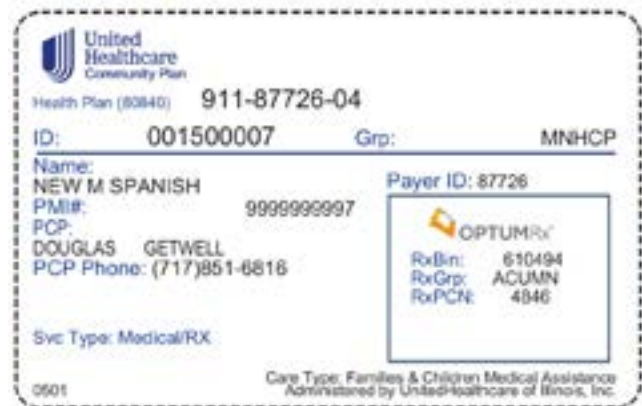 United
Healthcare
Community Plan
Health Plan (80840) 911-87726-04
ID: 001500007 Grp: MNHCP
Name:
NEW M SPANISH
Payer ID: 87726
PMI#: 9999999997
PCP:
DOUGLAS GETWELL
PCP Phone: (717)851-6816
OPTUMRx
RxBin: 610494
RxGrp: ACUMN
RxPCN: 4846
Svc Type: Medical/RX
Care Type: Families & Children Medical Assistance
0501 Administered by UnitedHealthcare of Illinois, Inc.